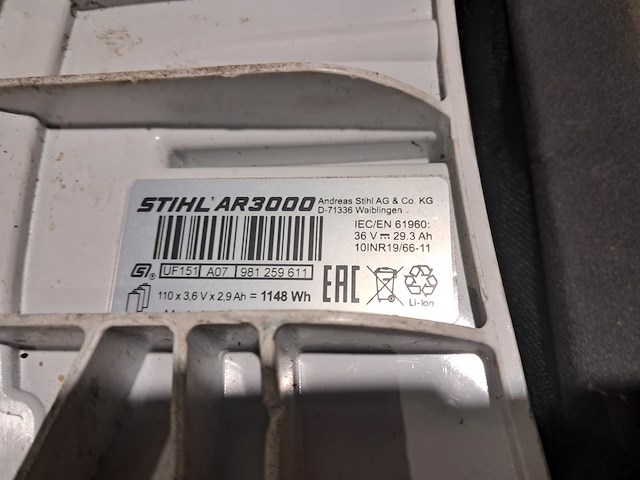 STIHL AR3000
Andreas Stihl AG & Co. KG
D-71336 Waiblingen
IEC/EN 61960:
36 V ⎓ 29.3 Ah
10INR19/66-11
UF151 A07 981 259 611
110 x 3,6 V x 2,9 Ah = 1148 Wh
EAC
Li-Ion